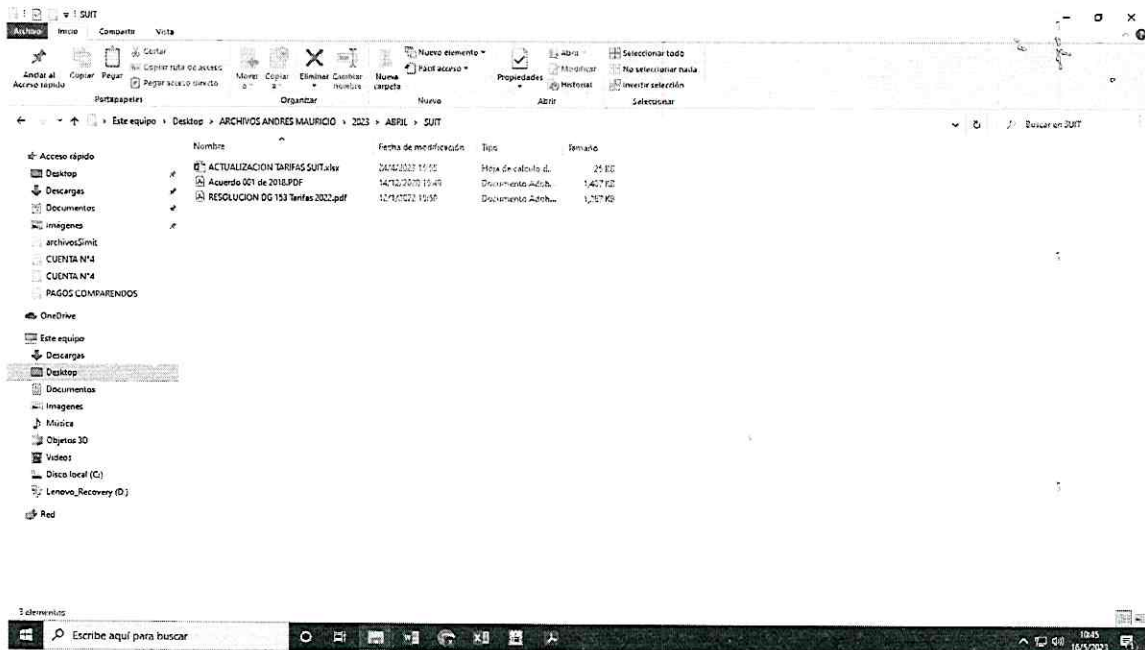 SUIT
Archivo Inicio Compartir Vista
Anclar al Acceso rápido
Copiar
Pegar
Cortar
Copiar ruta de acceso
Pegar acceso directo
Portapapeles
Mover a
Copiar a
Eliminar
Cambiar nombre
Organizar
Nueva carpeta
Nuevo elemento
Fácil acceso
Nuevo
Propiedades
Abrir
Modificar
Historial
Abrir
Seleccionar todo
No seleccionar nada
Invertir selección
Seleccionar
Este equipo > Desktop > ARCHIVOS ANDRES MAURICIO > 2023 > ABRIL > SUIT
Buscar en SUIT
Nombre Fecha de modificación Tipo Tamaño
ACTUALIZACION TARIFAS SUIT.xlsx Hoja de cálculo d... 25 KB
Acuerdo 001 de 2018.PDF Documento Adob...
RESOLUCION DG 153 Tarifas 2022.pdf Documento Adob...
Acceso rápido
Desktop
Descargas
Documentos
Imágenes
archivosSimit
CUENTA N°4
CUENTA N°4
PAGOS COMPARENDOS
OneDrive
Este equipo
Descargas
Desktop
Documentos
Imágenes
Música
Objetos 3D
Videos
Disco local (C:)
Lenovo_Recovery (D:)
Red
3 elementos
Escribe aquí para buscar
10:45
16/5/2023